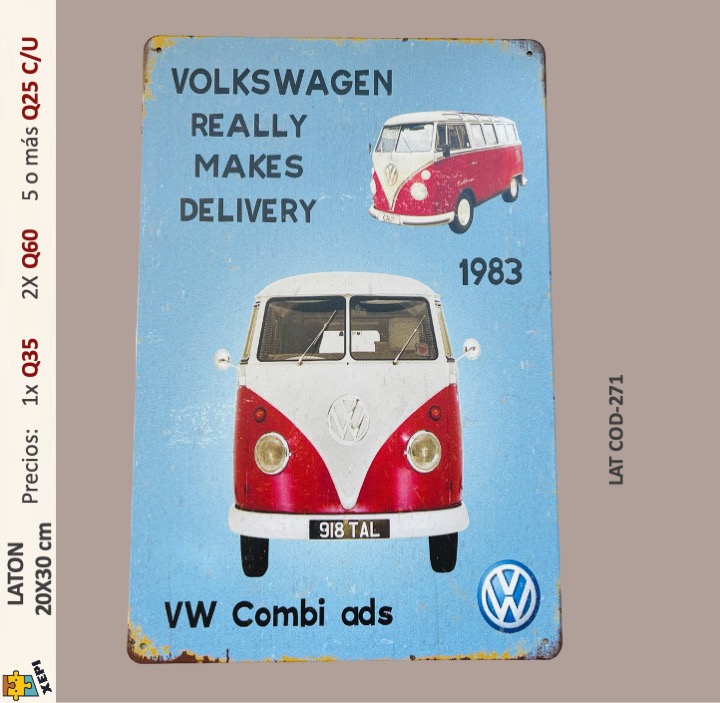 LATON
20X30 cm
Precios: 1x Q35 2X Q60 5 o más Q25 C/U
XEPI
VOLKSWAGEN
REALLY
MAKES
DELIVERY
1983
918 TAL
VW Combi ads
LAT COD-271